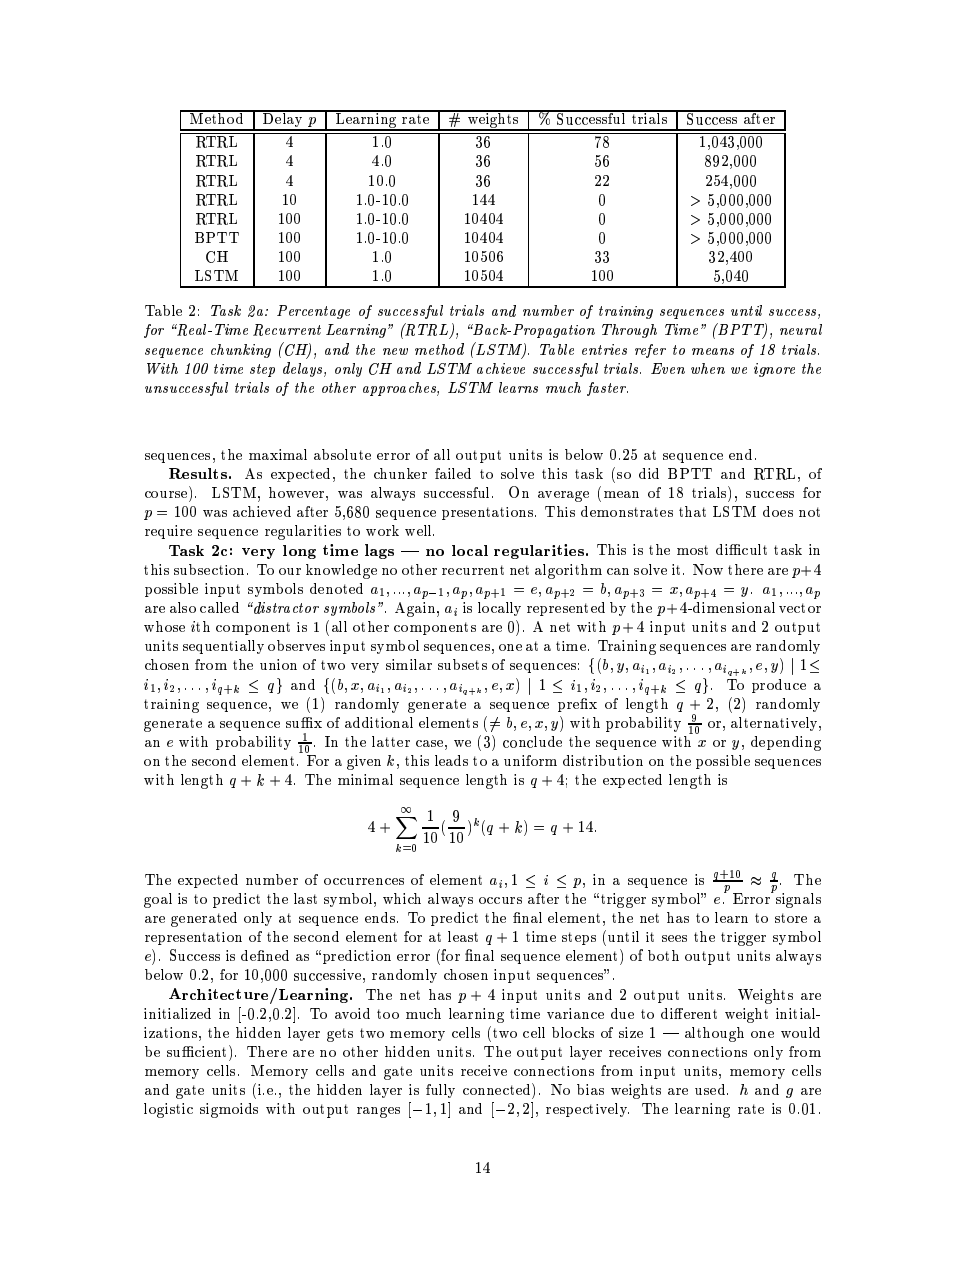 Method Delay p Learning rate # weights % Successful trials Success after
RTRL 4 1.0 36 78 1,043,000
RTRL 4 4.0 36 56 892,000
RTRL 4 10.0 36 22 254,000
RTRL 10 1.0-10.0 144 0 > 5,000,000
RTRL 100 1.0-10.0 10404 0 > 5,000,000
BPTT 100 1.0-10.0 10404 0 > 5,000,000
CH 100 1.0 10506 33 32,400
LSTM 100 1.0 10504 100 5,040
Table 2: Task 2a: Percentage of successful trials and number of training sequences until success,
for “Real-Time Recurrent Learning” (RTRL), “Back-Propagation Through Time” (BPTT), neural
sequence chunking (CH), and the new method (LSTM). Table entries refer to means of 18 trials.
With 100 time step delays, only CH and LSTM achieve successful trials. Even when we ignore the
unsuccessful trials of the other approaches, LSTM learns much faster.
sequences, the maximal absolute error of all output units is below 0.25 at sequence end.
Results. As expected, the chunker failed to solve this task (so did BPTT and RTRL, of
course). LSTM, however, was always successful. On average (mean of 18 trials), success for
p = 100 was achieved after 5,680 sequence presentations. This demonstrates that LSTM does not
require sequence regularities to work well.
Task 2c: very long time lags — no local regularities. This is the most difficult task in
this subsection. To our knowledge no other recurrent net algorithm can solve it. Now there are p+4
possible input symbols denoted a_1, ..., a_{p−1}, a_p, a_{p+1} = e, a_{p+2} = b, a_{p+3} = x, a_{p+4} = y. a_1, ..., a_p
are also called “distractor symbols”. Again, a_i is locally represented by the p+4-dimensional vector
whose ith component is 1 (all other components are 0). A net with p + 4 input units and 2 output
units sequentially observes input symbol sequences, one at a time. Training sequences are randomly
chosen from the union of two very similar subsets of sequences: {(b, y, a_{i_1}, a_{i_2}, . . . , a_{i_{q+k}}, e, y) | 1 ≤
i_1, i_2, . . . , i_{q+k} ≤ q} and {(b, x, a_{i_1}, a_{i_2}, . . . , a_{i_{q+k}}, e, x) | 1 ≤ i_1, i_2, . . . , i_{q+k} ≤ q}. To produce a
training sequence, we (1) randomly generate a sequence prefix of length q + 2, (2) randomly
generate a sequence suffix of additional elements (≠ b, e, x, y) with probability 9/10 or, alternatively,
an e with probability 1/10. In the latter case, we (3) conclude the sequence with x or y, depending
on the second element. For a given k, this leads to a uniform distribution on the possible sequences
with length q + k + 4. The minimal sequence length is q + 4; the expected length is
4 + ∑_{k=0}^{∞} 1/10 (9/10)^k (q + k) = q + 14.
The expected number of occurrences of element a_i, 1 ≤ i ≤ p, in a sequence is (q+10)/p ≈ q/p. The
goal is to predict the last symbol, which always occurs after the “trigger symbol” e. Error signals
are generated only at sequence ends. To predict the final element, the net has to learn to store a
representation of the second element for at least q + 1 time steps (until it sees the trigger symbol
e). Success is defined as “prediction error (for final sequence element) of both output units always
below 0.2, for 10,000 successive, randomly chosen input sequences”.
Architecture/Learning. The net has p + 4 input units and 2 output units. Weights are
initialized in [-0.2,0.2]. To avoid too much learning time variance due to different weight initial-
izations, the hidden layer gets two memory cells (two cell blocks of size 1 — although one would
be sufficient). There are no other hidden units. The output layer receives connections only from
memory cells. Memory cells and gate units receive connections from input units, memory cells
and gate units (i.e., the hidden layer is fully connected). No bias weights are used. h and g are
logistic sigmoids with output ranges [−1, 1] and [−2, 2], respectively. The learning rate is 0.01.
14